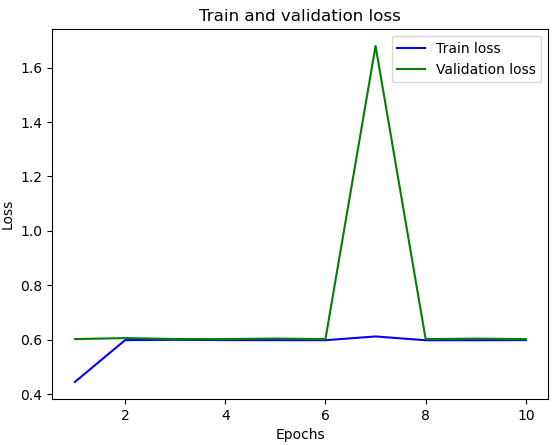 Train and validation loss
Train loss
Validation loss
1.6
1.4
1.2
1.0
0.8
0.6
0.4
Loss
2 4 6 8 10
Epochs